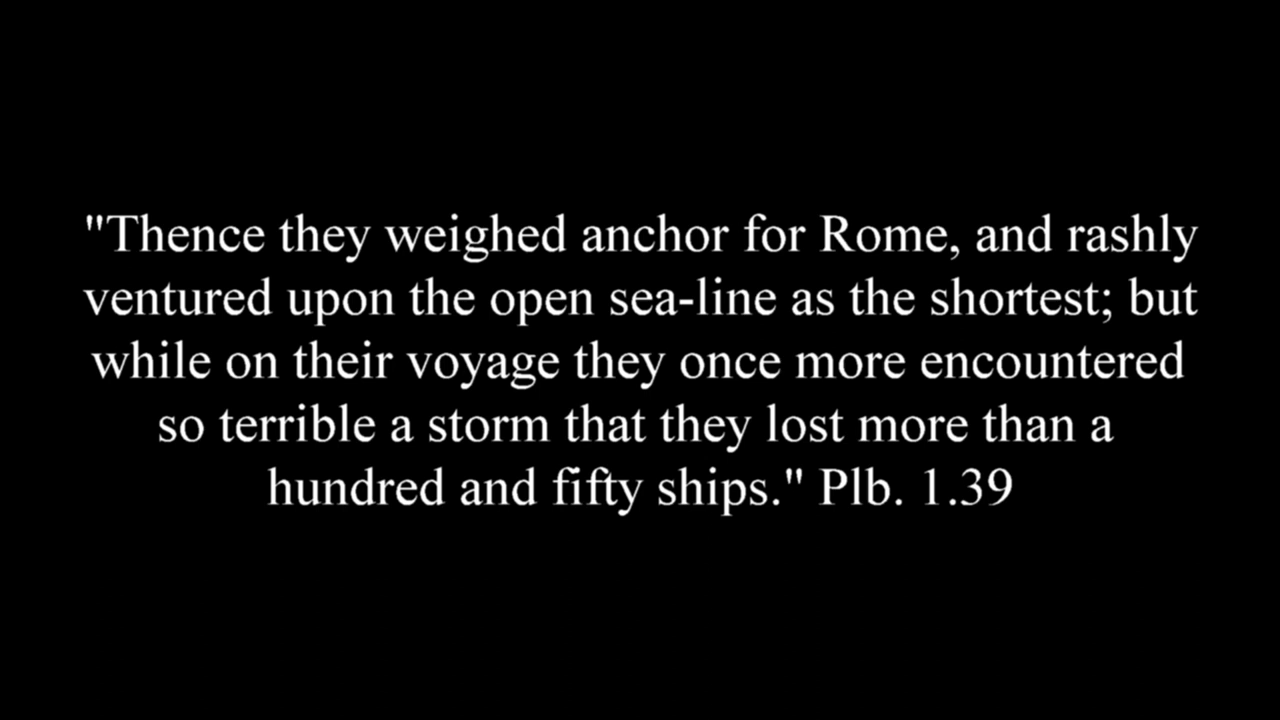 "Thence they weighed anchor for Rome, and rashly
ventured upon the open sea-line as the shortest; but
while on their voyage they once more encountered
so terrible a storm that they lost more than a
hundred and fifty ships." Plb. 1.39